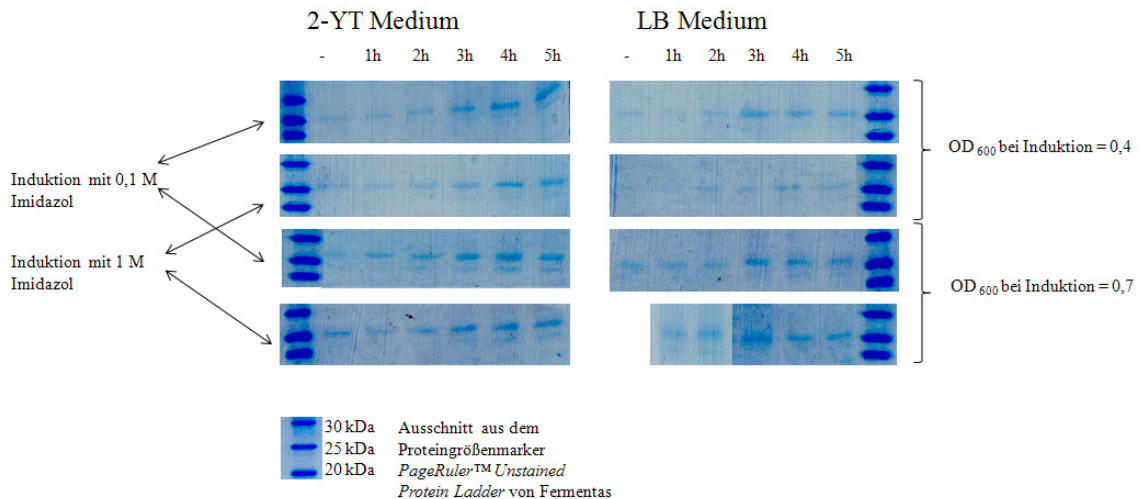 2-YT Medium
LB Medium
- 1h 2h 3h 4h 5h
- 1h 2h 3h 4h 5h
OD 600 bei Induktion = 0,4
Induktion mit 0,1 M
Imidazol
Induktion mit 1 M
Imidazol
OD 600 bei Induktion = 0,7
30 kDa
25 kDa
20 kDa
Ausschnitt aus dem
Proteingrößenmarker
PageRuler™ Unstained
Protein Ladder von Fermentas